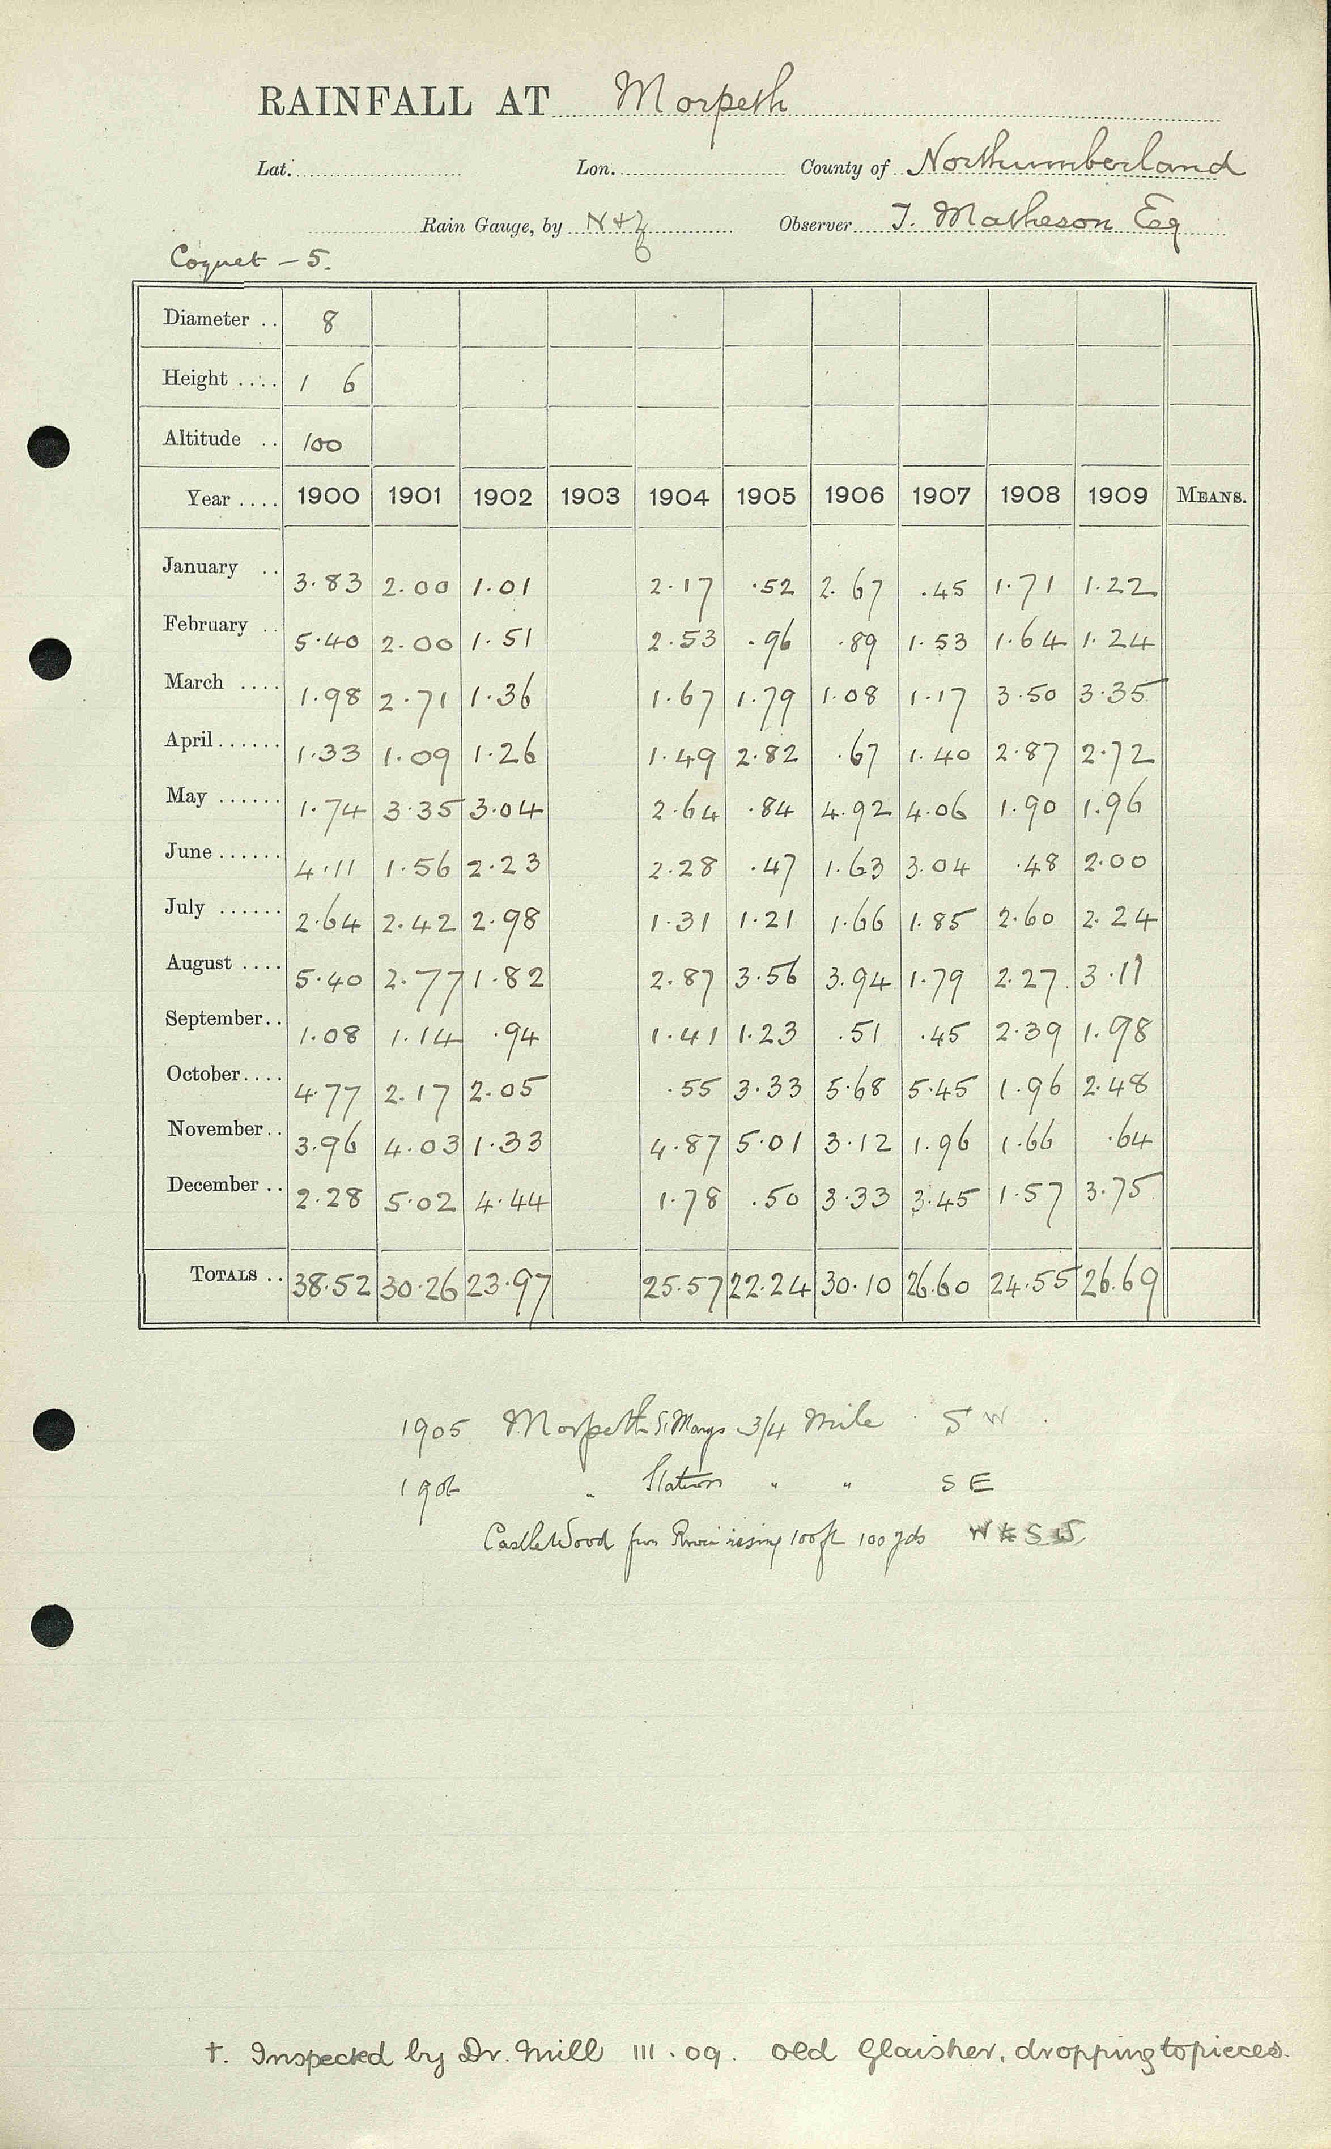 RAINFALL AT Morpeth
Lat. Lon. County of Northumberland
Rain Gauge, by N+Z Observer T. Matheson Esq
Coquet - 5.
Diameter .. 8
Height .... 1 6
Altitude .. 100
Year .... 1900 1901 1902 1903 1904 1905 1906 1907 1908 1909 MEANS.
January .. 3.83 2.00 1.01 2.17 .52 2.67 .45 1.71 1.22
February .. 5.40 2.00 1.51 2.53 .96 .89 1.53 1.64 1.24
March .... 1.98 2.71 1.36 1.67 1.79 1.08 1.17 3.50 3.35
April ...... 1.33 1.09 1.26 1.49 2.82 .67 1.40 2.87 2.72
May ...... 1.74 3.35 3.04 2.64 .84 4.92 4.06 1.90 1.96
June ...... 4.11 1.56 2.23 2.28 .47 1.63 3.04 .48 2.00
July ...... 2.64 2.42 2.98 1.31 1.21 1.66 1.85 2.60 2.24
August .... 5.40 2.77 1.82 2.87 3.56 3.94 1.79 2.27 3.11
September .. 1.08 1.14 .94 1.41 1.23 .51 .45 2.39 1.98
October .... 4.77 2.17 2.05 .55 3.33 5.68 5.45 1.96 2.48
November .. 3.96 4.03 1.33 4.87 5.01 3.12 1.96 1.66 .64
December .. 2.28 5.02 4.44 1.78 .50 3.33 3.45 1.57 3.75
TOTALS .. 38.52 30.26 23.97 25.57 22.24 30.10 26.60 24.55 26.69
1905 Morpeth St Marys 3/4 Mile SW
1906 " Station " " SE
Castle Wood rising 100ft 100 yds
†. Inspected by Dr. Mill III.09. Old Glaisher, dropping to pieces.